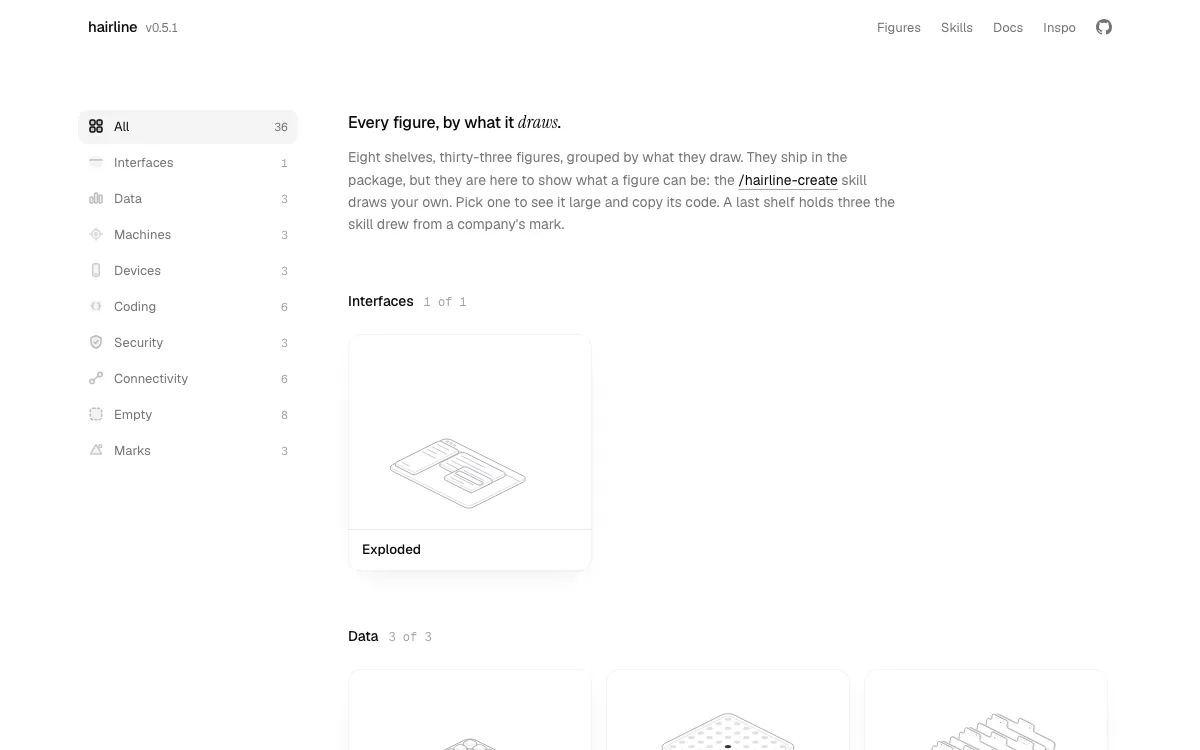 hairline v0.5.1
Figures Skills Docs Inspo
All 36
Interfaces 1
Data 3
Machines 3
Devices 3
Coding 6
Security 3
Connectivity 6
Empty 8
Marks 3
Every figure, by what it draws.
Eight shelves, thirty-three figures, grouped by what they draw. They ship in the
package, but they are here to show what a figure can be: the /hairline-create skill
draws your own. Pick one to see it large and copy its code. A last shelf holds three the
skill drew from a company's mark.
Interfaces 1 of 1
Exploded
Data 3 of 3